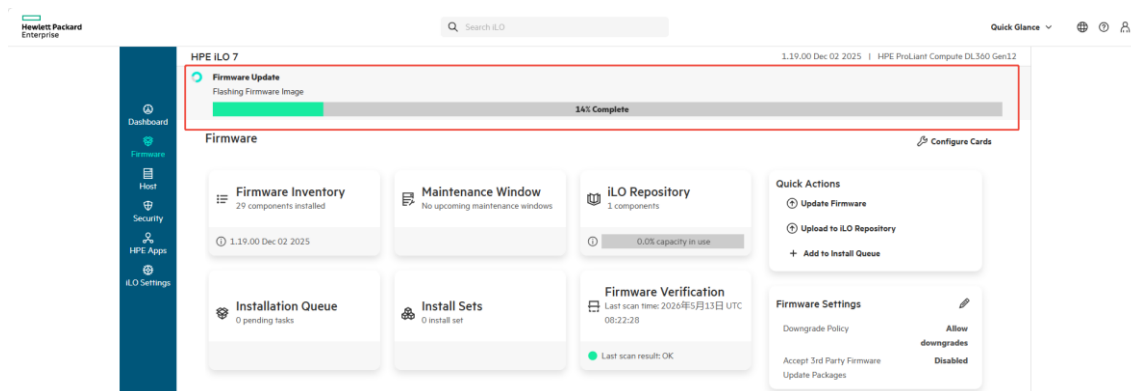 Hewlett Packard
Enterprise
Search iLO
Quick Glance
HPE iLO 7
1.19.00 Dec 02 2025 | HPE ProLiant Compute DL360 Gen12
Firmware Update
Flashing Firmware Image
14% Complete
Dashboard
Firmware
Host
Security
HPE Apps
iLO Settings
Firmware
Configure Cards
Firmware Inventory
29 components installed
1.19.00 Dec 02 2025
Maintenance Window
No upcoming maintenance windows
iLO Repository
1 components
0.0% capacity in use
Quick Actions
Update Firmware
Upload to iLO Repository
Add to Install Queue
Installation Queue
0 pending tasks
Install Sets
0 install set
Firmware Verification
Last scan time: 2026年5月13日 UTC
08:22:28
Last scan result: OK
Firmware Settings
Downgrade Policy
Allow
downgrades
Accept 3rd Party Firmware
Update Packages
Disabled